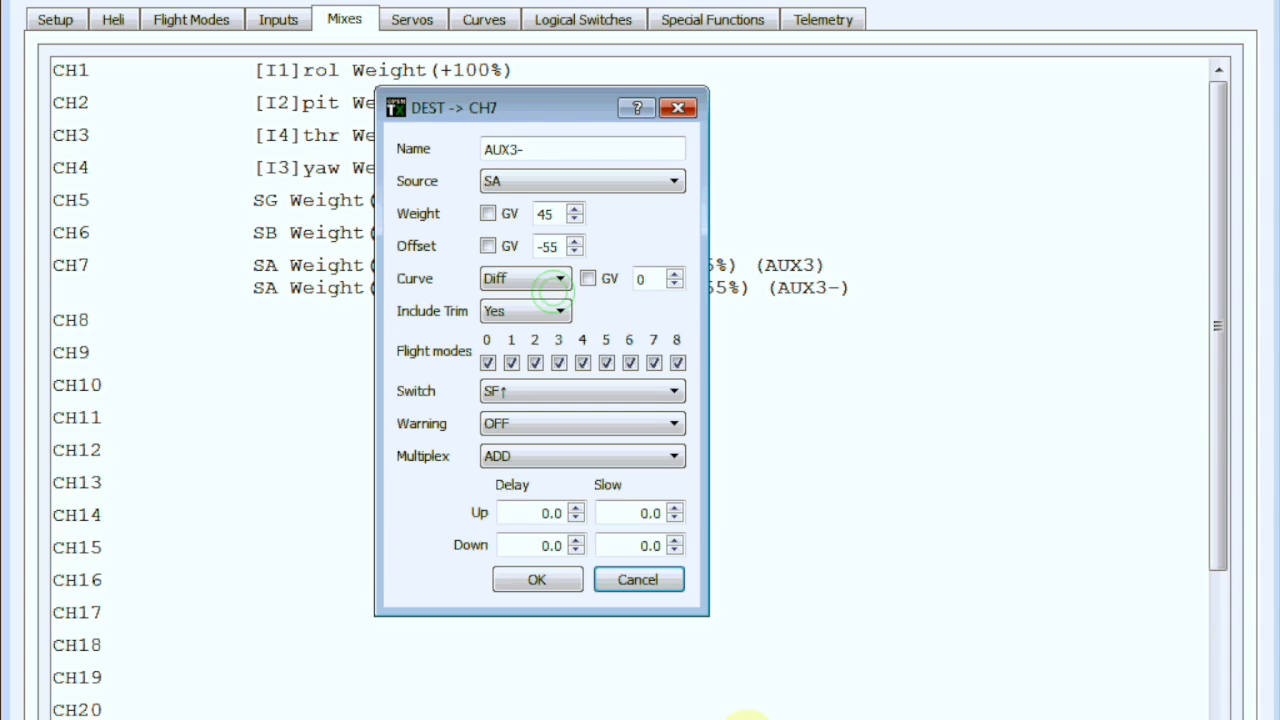 Setup Heli Flight Modes Inputs Mixes Servos Curves Logical Switches Special Functions Telemetry
CH1 [I1]rol Weight(+100%)
CH2 [I2]pit We
CH3 [I4]thr We
CH4 [I3]yaw We
CH5 SG Weight(
CH6 SB Weight(
CH7 SA Weight( 5%) (AUX3)
SA Weight( 55%) (AUX3-)
CH8
CH9
CH10
CH11
CH12
CH13
CH14
CH15
CH16
CH17
CH18
CH19
CH20
DEST -> CH7
Name AUX3-
Source SA
Weight GV 45
Offset GV -55
Curve Diff GV 0
Include Trim Yes
0 1 2 3 4 5 6 7 8
Flight modes
Switch SF↑
Warning OFF
Multiplex ADD
Delay Slow
Up 0.0 0.0
Down 0.0 0.0
OK Cancel